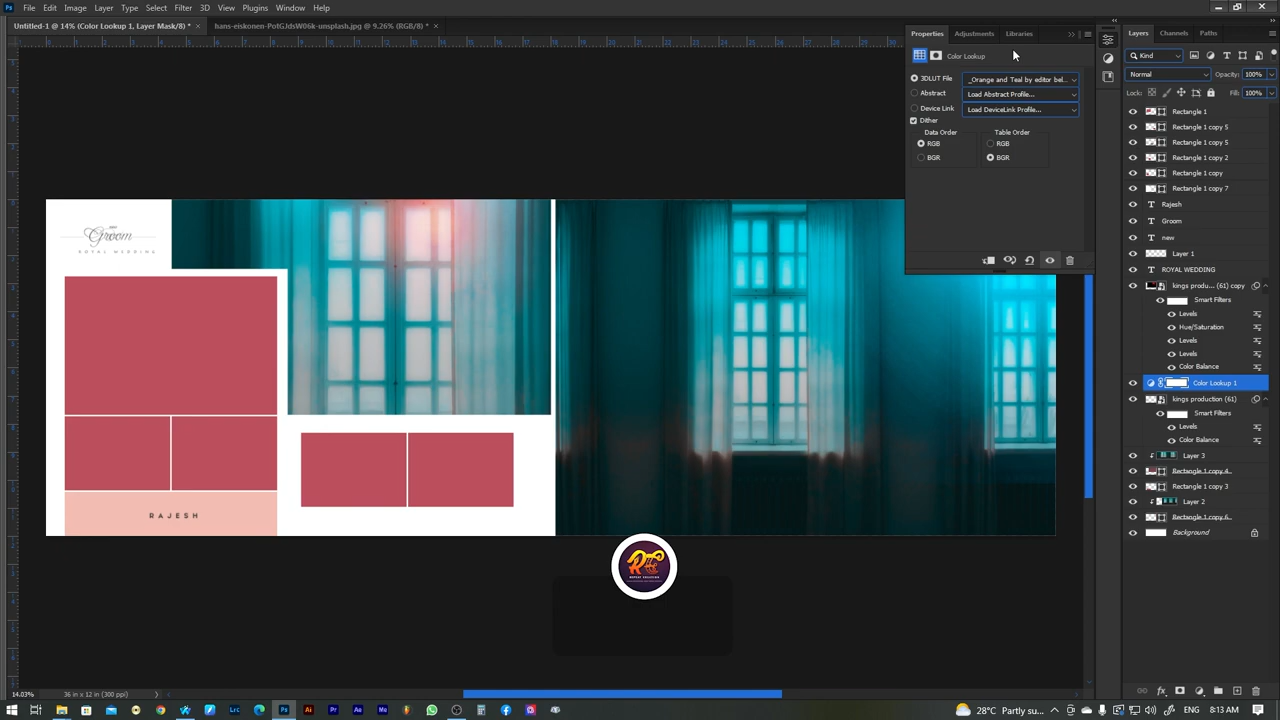 File Edit Image Layer Type Select Filter 3D View Plugins Window Help
Untitled-1 @ 14% (Color Lookup 1, Layer Mask/8) * × hans-eiskonen-PotGJdsW06k-unsplash.jpg @ 9.26% (RGB/8) * ×
Properties Adjustments Libraries
Color Lookup
3DLUT File _Orange and Teal by editor bel...
Abstract Load Abstract Profile...
Device Link Load DeviceLink Profile...
Dither
Data Order Table Order
RGB RGB
BGR BGR
Layers Channels Paths
Kind
Normal Opacity: 100%
Lock: Fill: 100%
Rectangle 1
Rectangle 1 copy 5
Rectangle 1 copy 5
Rectangle 1 copy 2
Rectangle 1 copy
Rectangle 1 copy 7
Rajesh
Groom
new
Layer 1
ROYAL WEDDING
kings produ... (61) copy
Smart Filters
Levels
Hue/Saturation
Levels
Levels
Color Balance
Color Lookup 1
kings production (61)
Smart Filters
Levels
Color Balance
Layer 3
Rectangle 1 copy 4
Rectangle 1 copy 3
Layer 2
Rectangle 1 copy 6
Background
Groom
ROYAL WEDDING
RAJESH
14.03% 36 in x 12 in (300 ppi)
28°C Partly su... ENG 8:13 AM